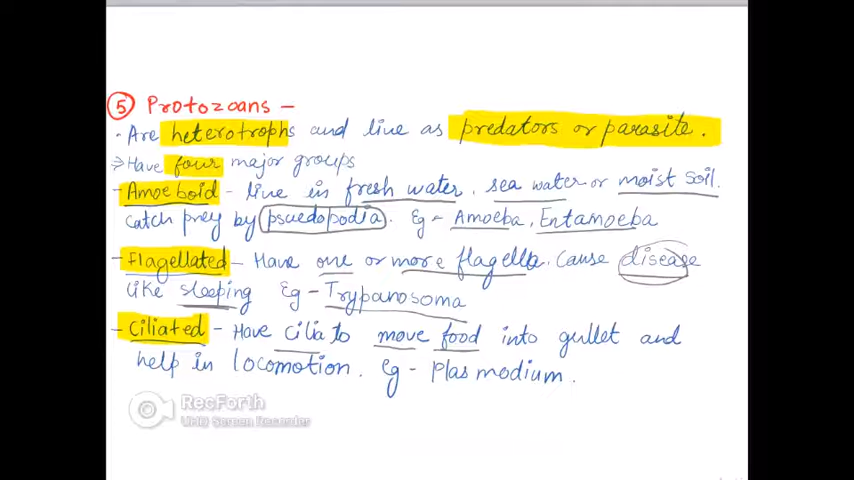 ⑤ Protozoans -
· Are heterotrophs and live as predators or parasite.
⇒ Have four major groups
- Amoeboid - live in fresh water, sea water or moist soil.
catch prey by psuedopodia. Eg - Amoeba, Entamoeba
- Flagellated - Have one or more flagella. Cause disease
like sleeping Eg - Trypanosoma
- Ciliated - Have cilia to move food into gullet and
help in locomotion. Eg - Plasmodium.
RecForth
UHD Screen Recorder